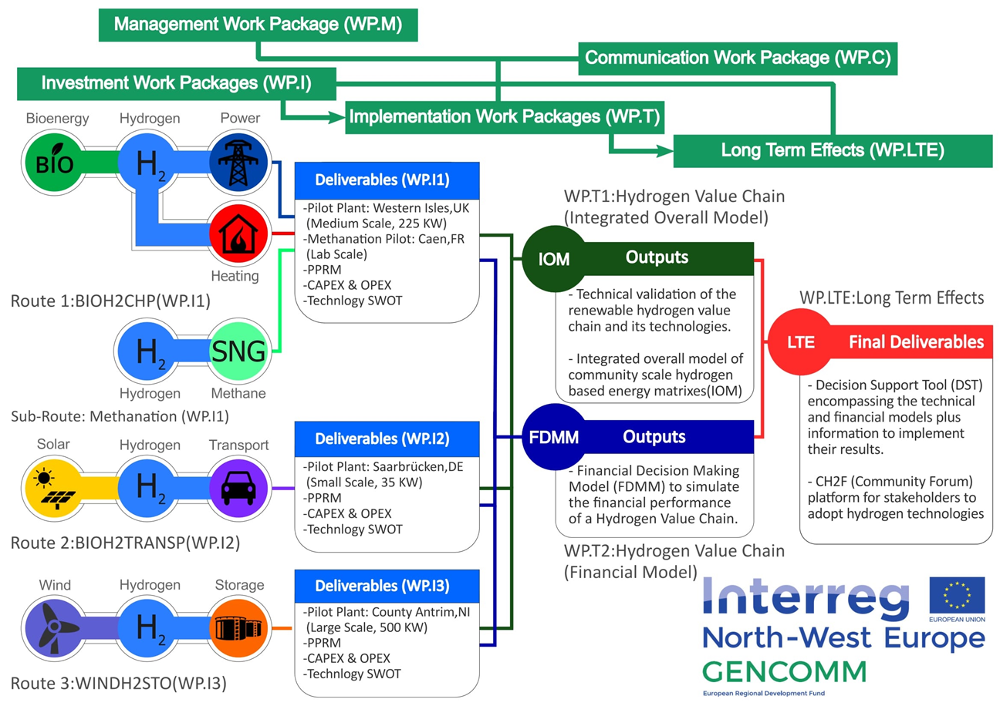 Management Work Package (WP.M)
Communication Work Package (WP.C)
Investment Work Packages (WP.I)
Implementation Work Packages (WP.T)
Long Term Effects (WP.LTE)
Bioenergy
Hydrogen
Power
BIO
H2
Heating
Route 1:BIOH2CHP(WP.I1)
H2
SNG
Hydrogen
Methane
Sub-Route: Methanation (WP.I1)
Solar
Hydrogen
Transport
H2
Route 2:BIOH2TRANSP(WP.I2)
Wind
Hydrogen
Storage
H2
Route 3:WINDH2STO(WP.I3)
Deliverables (WP.I1)
-Pilot Plant: Western Isles,UK
(Medium Scale, 225 KW)
-Methanation Pilot: Caen,FR
(Lab Scale)
-PPRM
-CAPEX & OPEX
-Technlogy SWOT
Deliverables (WP.I2)
-Pilot Plant: Saarbrücken,DE
(Small Scale, 35 KW)
-PPRM
-CAPEX & OPEX
-Technlogy SWOT
Deliverables (WP.I3)
-Pilot Plant: County Antrim,NI
(Large Scale, 500 KW)
-PPRM
-CAPEX & OPEX
-Technlogy SWOT
WP.T1:Hydrogen Value Chain
(Integrated Overall Model)
IOM
Outputs
- Technical validation of the
renewable hydrogen value
chain and its technologies.
- Integrated overall model of
community scale hydrogen
based energy matrixes(IOM)
FDMM
Outputs
- Financial Decision Making
Model (FDMM) to simulate
the financial performance
of a Hydrogen Value Chain.
WP.T2:Hydrogen Value Chain
(Financial Model)
WP.LTE:Long Term Effects
LTE
Final Deliverables
- Decision Support Tool (DST)
encompassing the technical
and financial models plus
information to implement
their results.
- CH2F (Community Forum)
platform for stakeholders to
adopt hydrogen technologies
Interreg
EUROPEAN UNION
North-West Europe
GENCOMM
European Regional Development Fund